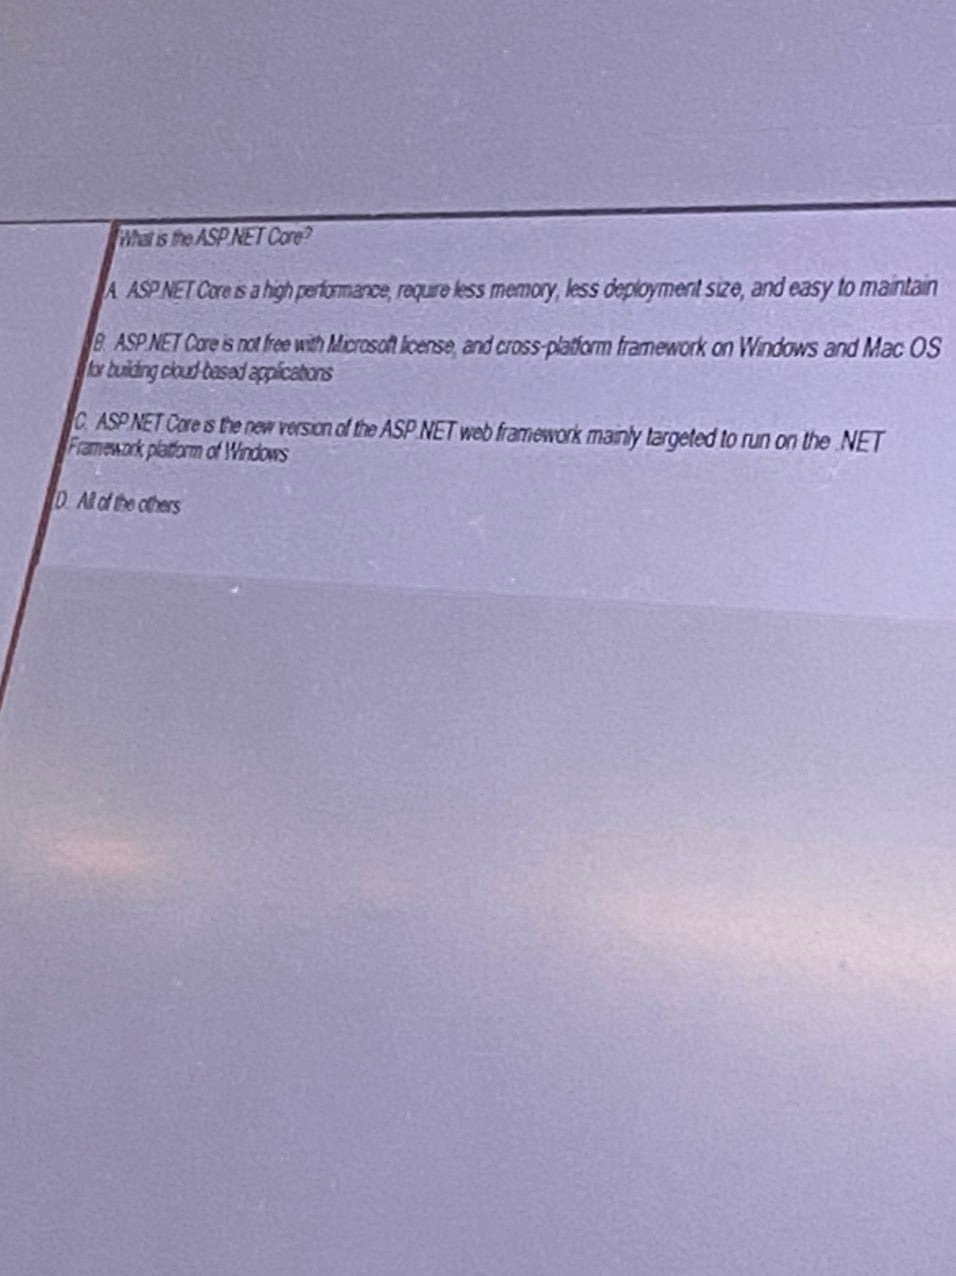 What is the ASP.NET Core?
A. ASP.NET Core is a high performance, require less memory, less deployment size, and easy to maintain
B. ASP.NET Core is not free with Microsoft license, and cross-platform framework on Windows and Mac OS
for building cloud-based applications
C. ASP.NET Core is the new version of the ASP.NET web framework mainly targeted to run on the .NET
Framework platform of Windows
D. All of the others